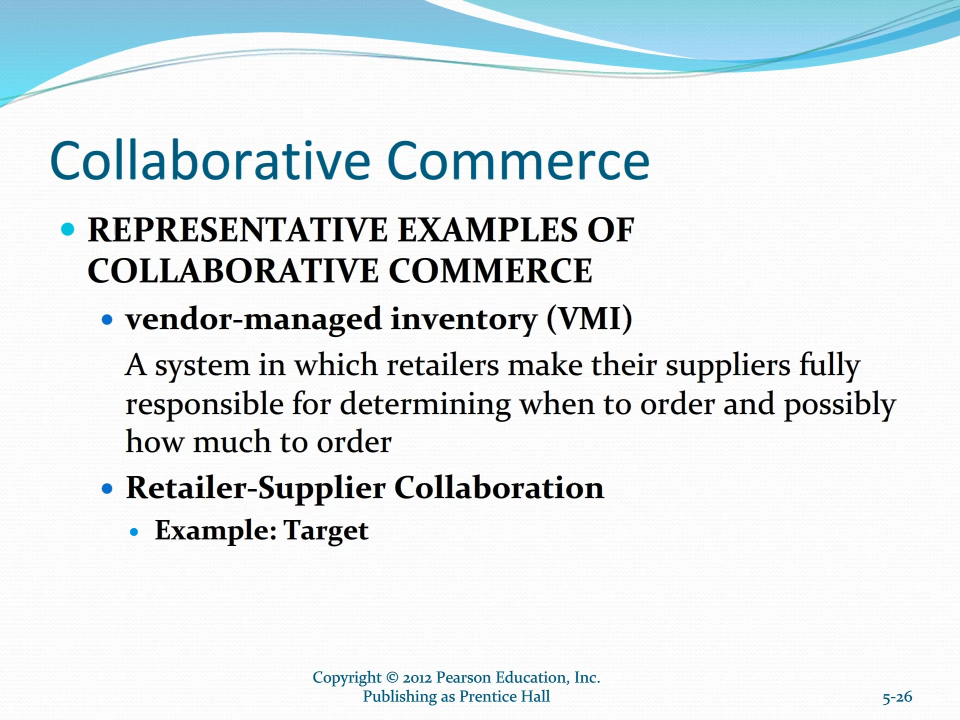 Collaborative Commerce
REPRESENTATIVE EXAMPLES OF
COLLABORATIVE COMMERCE
vendor-managed inventory (VMI)
A system in which retailers make their suppliers fully
responsible for determining when to order and possibly
how much to order
Retailer-Supplier Collaboration
Example: Target
Copyright © 2012 Pearson Education, Inc.
Publishing as Prentice Hall
5-26